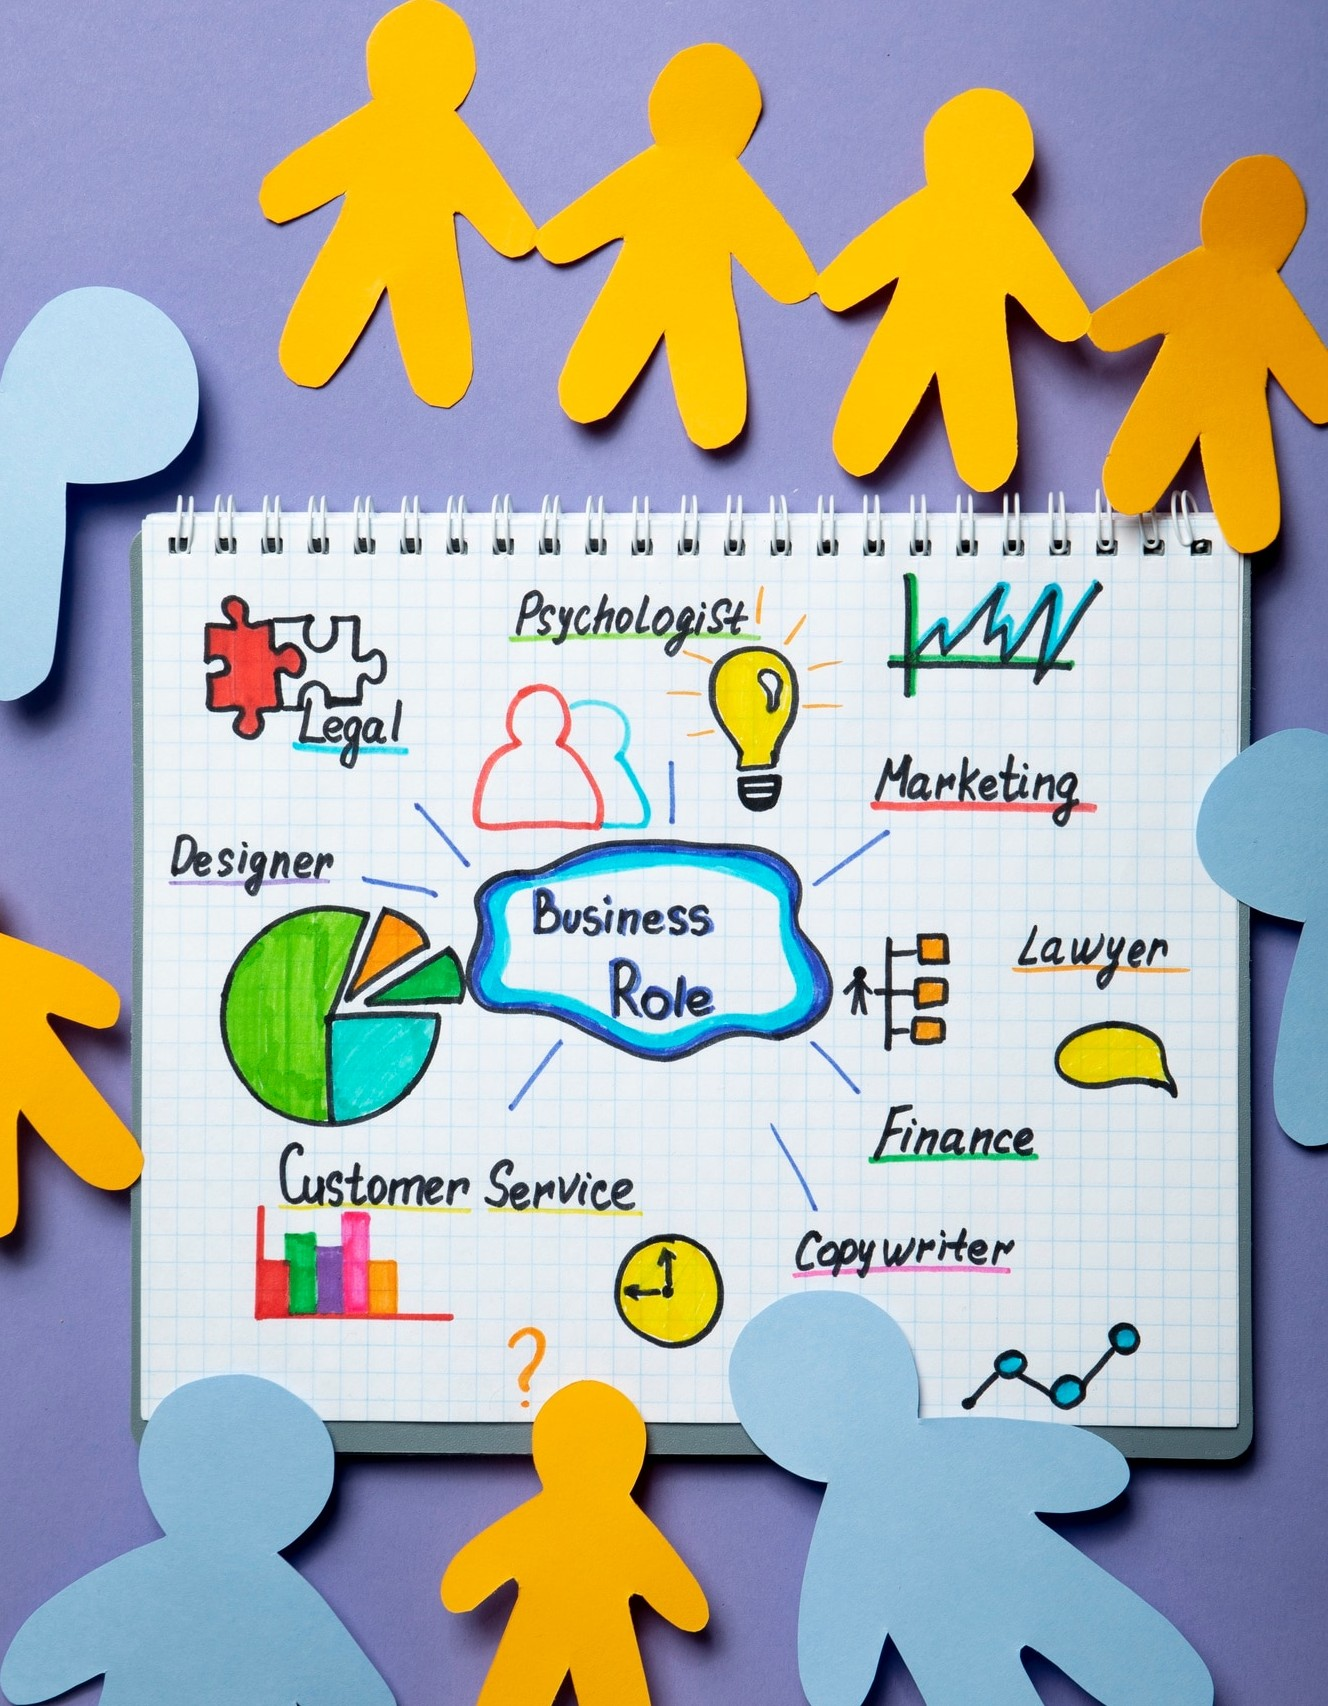 Psychologist
Legal
Marketing
Designer
Business
Role
Lawyer
Finance
Customer Service
Copywriter
?